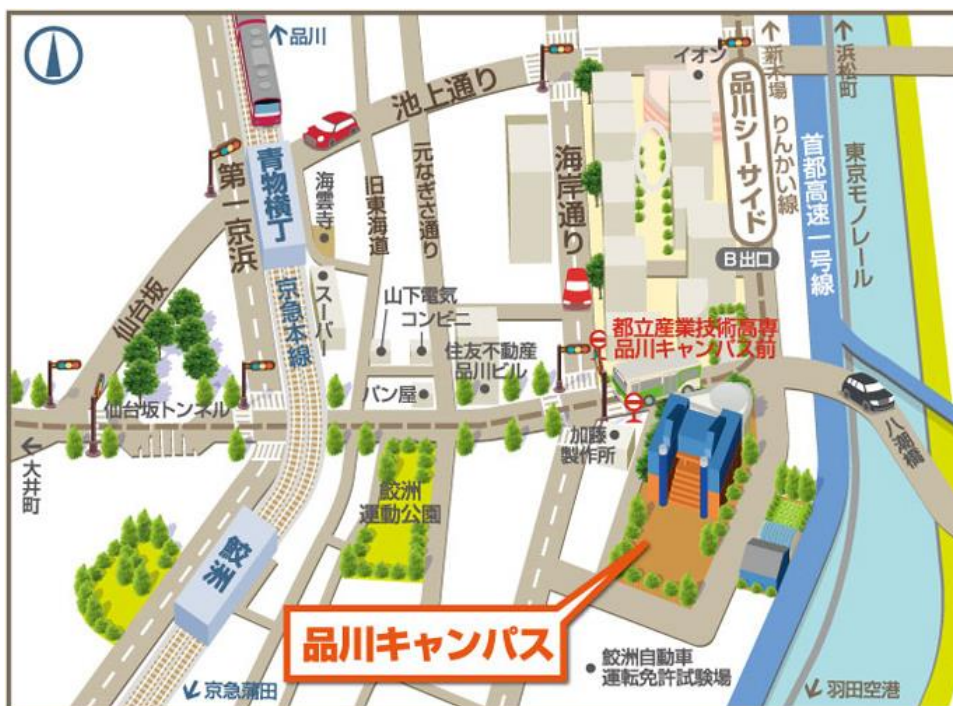 品川
池上通り
イオン
新木場
浜松町
品川シーサイド
りんかい線
首都高速一号線
東京モノレール
B出口
第一京浜
青物横丁
海雲寺
旧東海道
元なぎさ通り
海岸通り
仙台坂
京急本線
スーパー
山下電気
コンビニ
住友不動産
品川ビル
パン屋
都立産業技術高専
品川キャンパス前
仙台坂トンネル
大井町
加藤
製作所
八潮橋
鮫洲
運動公園
鮫洲
品川キャンパス
鮫洲自動車
運転免許試験場
京急蒲田
羽田空港